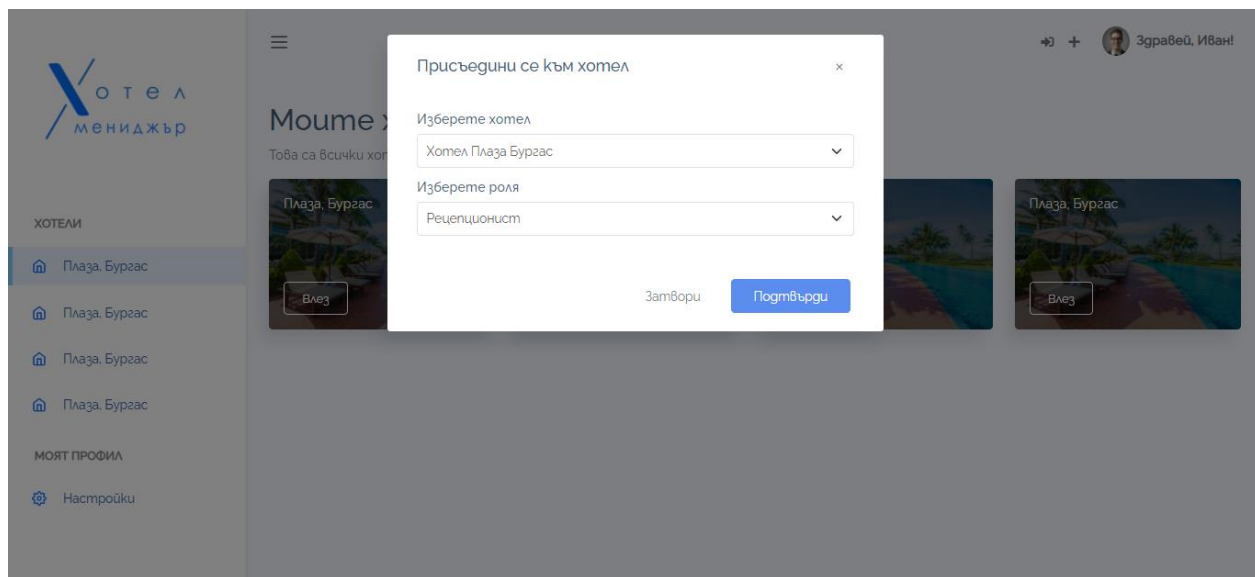 Хотел
мениджър
Здравей, Иван!
Моите
Това са всички
ХОТЕЛИ
Плаза, Бургас
Плаза, Бургас
Плаза, Бургас
Плаза, Бургас
МОЯТ ПРОФИЛ
Настройки
Присъедини се към хотел
×
Изберете хотел
Хотел Плаза Бургас
Изберете роля
Рецепционист
Затвори
Потвърди
Плаза, Бургас
Влез
Плаза, Бургас
Влез